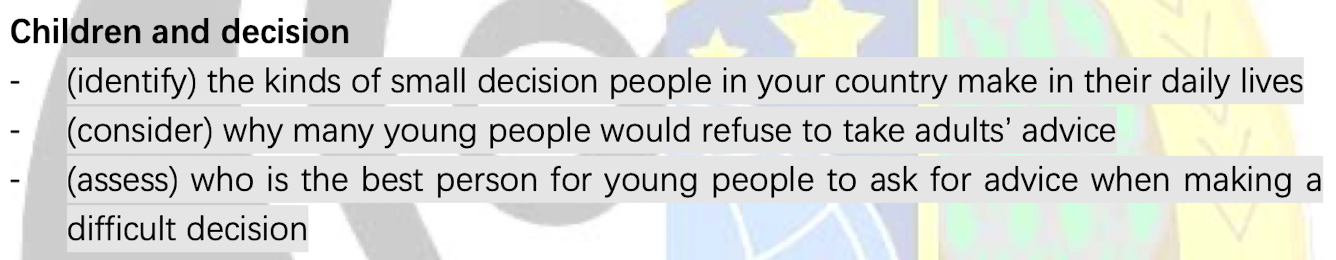 Children and decision
- (identify) the kinds of small decision people in your country make in their daily lives
- (consider) why many young people would refuse to take adults’ advice
- (assess) who is the best person for young people to ask for advice when making a
difficult decision